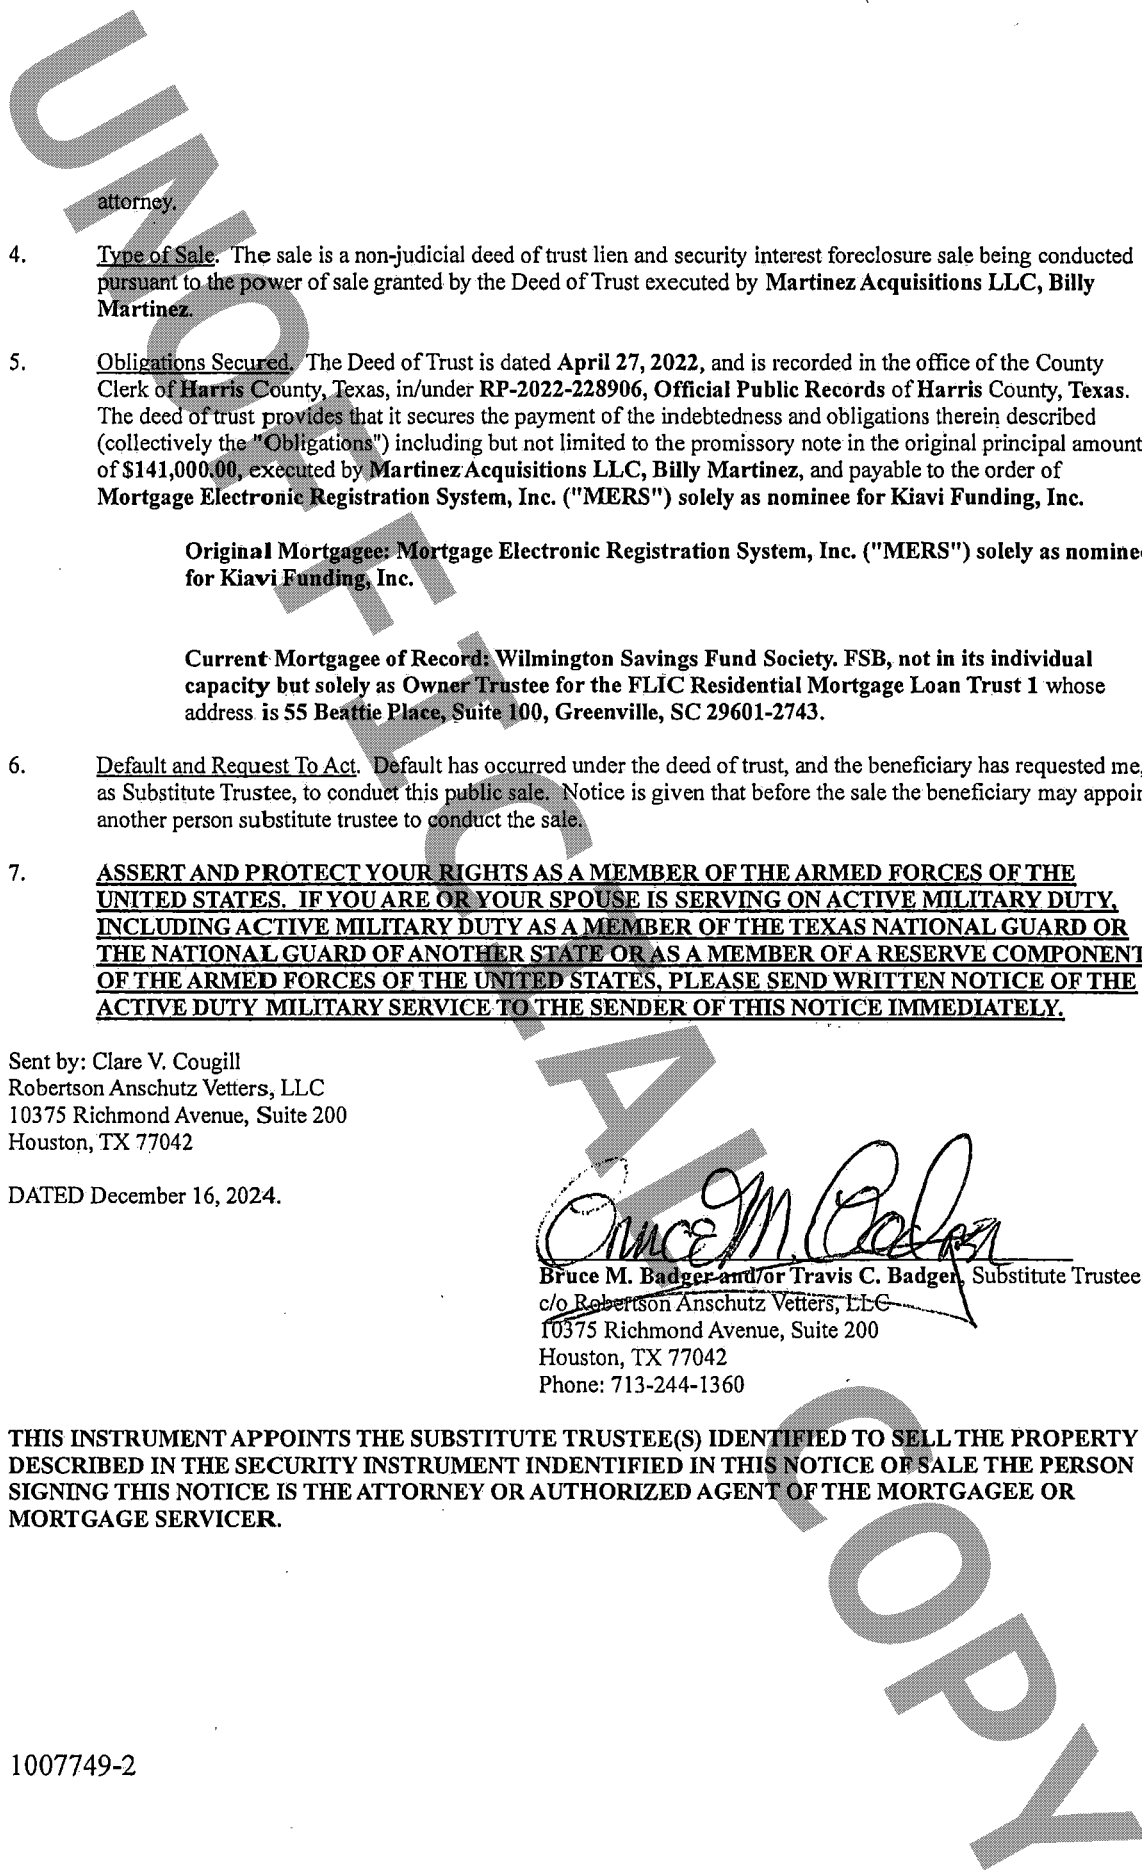 attorney.
4. Type of Sale. The sale is a non-judicial deed of trust lien and security interest foreclosure sale being conducted
pursuant to the power of sale granted by the Deed of Trust executed by Martinez Acquisitions LLC, Billy
Martinez.
5. Obligations Secured. The Deed of Trust is dated April 27, 2022, and is recorded in the office of the County
Clerk of Harris County, Texas, in/under RP-2022-228906, Official Public Records of Harris County, Texas.
The deed of trust provides that it secures the payment of the indebtedness and obligations therein described
(collectively the "Obligations") including but not limited to the promissory note in the original principal amount
of $141,000.00, executed by Martinez Acquisitions LLC, Billy Martinez, and payable to the order of
Mortgage Electronic Registration System, Inc. ("MERS") solely as nominee for Kiavi Funding, Inc.
Original Mortgagee: Mortgage Electronic Registration System, Inc. ("MERS") solely as nomine
for Kiavi Funding, Inc.
Current Mortgagee of Record: Wilmington Savings Fund Society. FSB, not in its individual
capacity but solely as Owner Trustee for the FLIC Residential Mortgage Loan Trust 1 whose
address is 55 Beattie Place, Suite 100, Greenville, SC 29601-2743.
6. Default and Request To Act. Default has occurred under the deed of trust, and the beneficiary has requested me,
as Substitute Trustee, to conduct this public sale. Notice is given that before the sale the beneficiary may appoin
another person substitute trustee to conduct the sale.
7. ASSERT AND PROTECT YOUR RIGHTS AS A MEMBER OF THE ARMED FORCES OF THE
UNITED STATES. IF YOU ARE OR YOUR SPOUSE IS SERVING ON ACTIVE MILITARY DUTY,
INCLUDING ACTIVE MILITARY DUTY AS A MEMBER OF THE TEXAS NATIONAL GUARD OR
THE NATIONAL GUARD OF ANOTHER STATE OR AS A MEMBER OF A RESERVE COMPONENT
OF THE ARMED FORCES OF THE UNITED STATES, PLEASE SEND WRITTEN NOTICE OF THE
ACTIVE DUTY MILITARY SERVICE TO THE SENDER OF THIS NOTICE IMMEDIATELY.
Sent by: Clare V. Cougill
Robertson Anschutz Vetters, LLC
10375 Richmond Avenue, Suite 200
Houston, TX 77042
DATED December 16, 2024.
Bruce M. Badger and/or Travis C. Badger, Substitute Trustee
c/o Robertson Anschutz Vetters, LLC
10375 Richmond Avenue, Suite 200
Houston, TX 77042
Phone: 713-244-1360
THIS INSTRUMENT APPOINTS THE SUBSTITUTE TRUSTEE(S) IDENTIFIED TO SELL THE PROPERTY
DESCRIBED IN THE SECURITY INSTRUMENT INDENTIFIED IN THIS NOTICE OF SALE THE PERSON
SIGNING THIS NOTICE IS THE ATTORNEY OR AUTHORIZED AGENT OF THE MORTGAGEE OR
MORTGAGE SERVICER.
1007749-2
UNOFFICIAL COPY